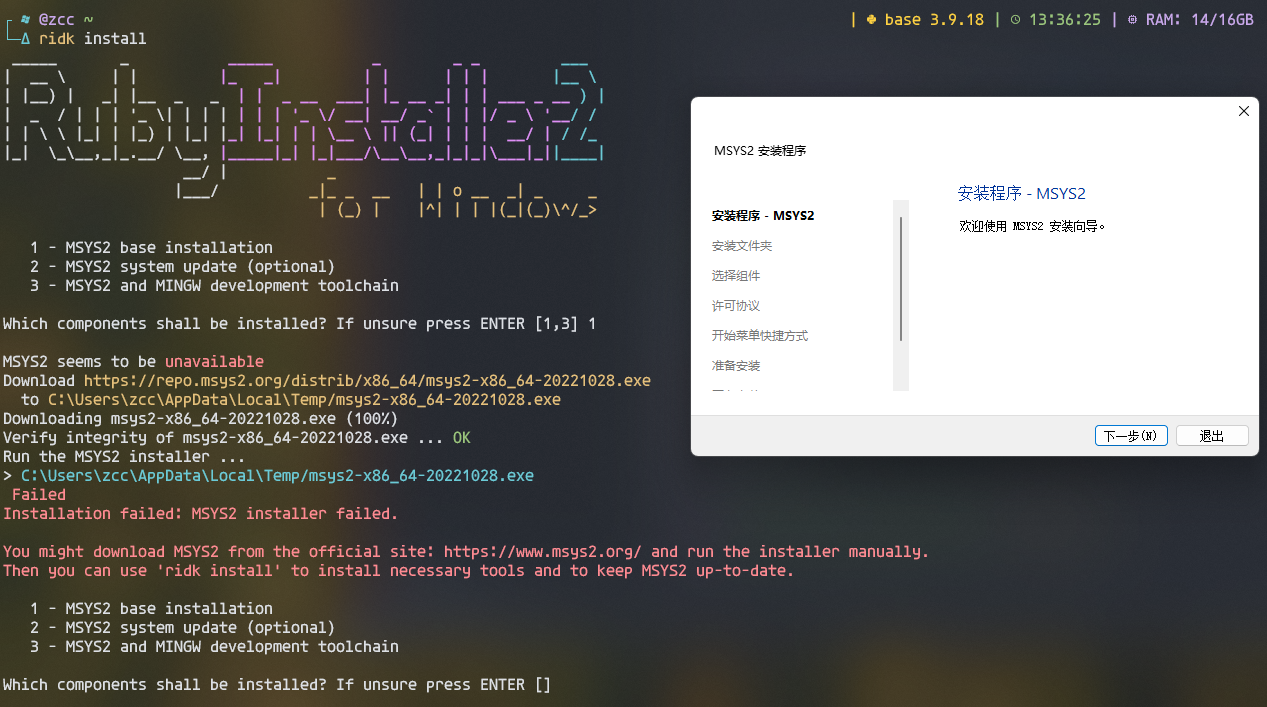 @zcc ~
base 3.9.18 | 13:36:25 | RAM: 14/16GB
ridk install
RubyInstaller2
for Windows
1 - MSYS2 base installation
2 - MSYS2 system update (optional)
3 - MSYS2 and MINGW development toolchain
Which components shall be installed? If unsure press ENTER [1,3] 1
MSYS2 seems to be unavailable
Download https://repo.msys2.org/distrib/x86_64/msys2-x86_64-20221028.exe
to C:\Users\zcc\AppData\Local\Temp/msys2-x86_64-20221028.exe
Downloading msys2-x86_64-20221028.exe (100%)
Verify integrity of msys2-x86_64-20221028.exe ... OK
Run the MSYS2 installer ...
> C:\Users\zcc\AppData\Local\Temp/msys2-x86_64-20221028.exe
Failed
Installation failed: MSYS2 installer failed.
You might download MSYS2 from the official site: https://www.msys2.org/ and run the installer manually.
Then you can use 'ridk install' to install necessary tools and to keep MSYS2 up-to-date.
1 - MSYS2 base installation
2 - MSYS2 system update (optional)
3 - MSYS2 and MINGW development toolchain
Which components shall be installed? If unsure press ENTER []
MSYS2 安装程序
安装程序 - MSYS2
安装文件夹
选择组件
许可协议
开始菜单快捷方式
准备安装
安装程序 - MSYS2
欢迎使用 MSYS2 安装向导。
下一步(N)
退出